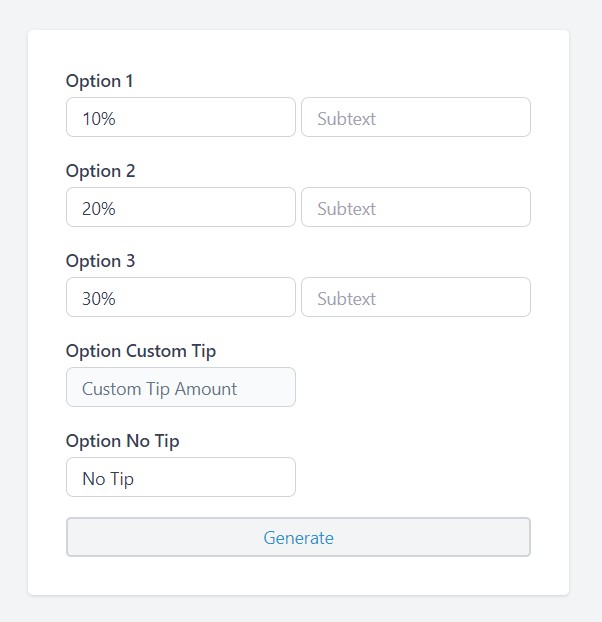 Option 1
10% Subtext
Option 2
20% Subtext
Option 3
30% Subtext
Option Custom Tip
Custom Tip Amount
Option No Tip
No Tip
Generate